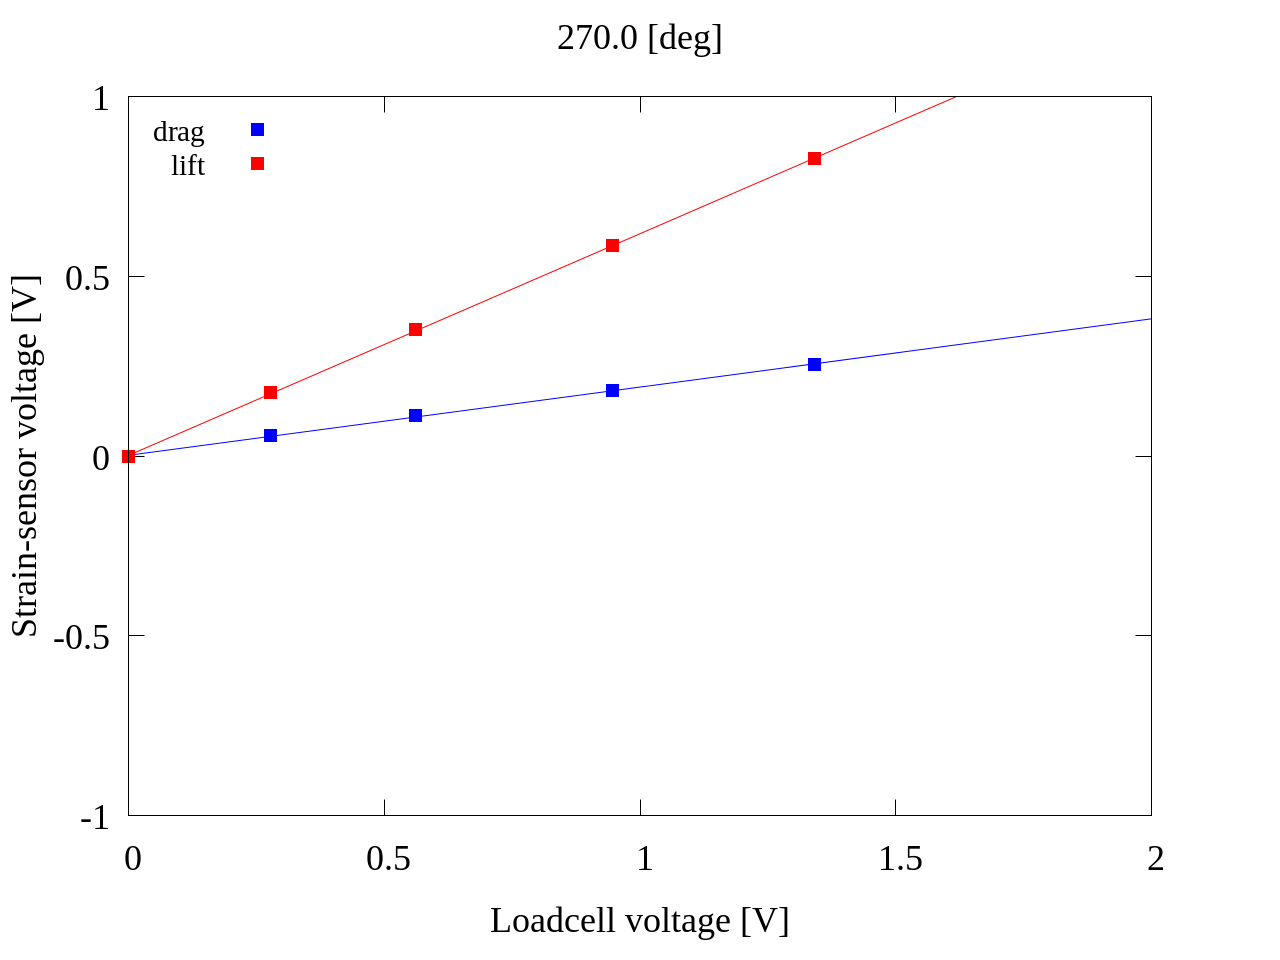 270.0 [deg]
drag
lift
1
0.5
0
-0.5
-1
Strain-sensor voltage [V]
0 0.5 1 1.5 2
Loadcell voltage [V]